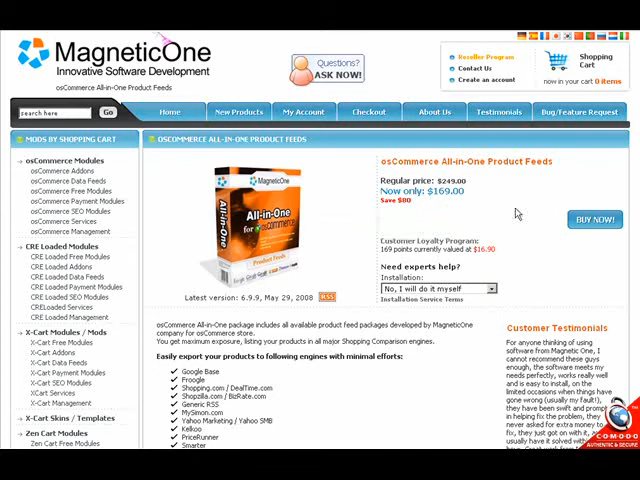 MagneticOne
Innovative Software Development
osCommerce All-in-One Product Feeds
Questions?
ASK NOW!
Reseller Program
Contact Us
Create an account
Shopping
Cart
now in your cart 0 items
search here
Go
Home
New Products
My Account
Checkout
About Us
Testimonials
Bug/Feature Request
MODS BY SHOPPING CART
osCommerce Modules
osCommerce Addons
osCommerce Data Feeds
osCommerce Free Modules
osCommerce Payment Modules
osCommerce SEO Modules
osCommerce Services
osCommerce Management
CRE Loaded Modules
CRE Loaded Free Modules
CRE Loaded Addons
CRE Loaded Data Feeds
CRE Loaded Payment Modules
CRE Loaded SEO Modules
CRELoaded Services
CRE Loaded Management
X-Cart Modules / Mods
X-Cart Free Modules
X-Cart Addons
X-Cart Data Feeds
X-Cart Payment Modules
X-Cart SEO Modules
X-Cart Services
X-Cart Management
X-Cart Skins / Templates
Zen Cart Modules
Zen Cart Free Modules
OSCOMMERCE ALL-IN-ONE PRODUCT FEEDS
MagneticOne
All-in-One
for osCommerce
Product Feeds
Latest version: 6.9.9, May 29, 2008 RSS
osCommerce All-in-One Product Feeds
Regular price: $249.00
Now only: $169.00
Save $80
BUY NOW!
Customer Loyalty Program:
169 points currently valued at $16.90
Need experts help?
Installation:
No, I will do it myself
Installation Service Terms
osCommerce All-in-One package includes all available product feed packages developed by MagneticOne
company for osCommerce store.
You get maximum exposure, listing your products in all major Shopping Comparison engines.
Easily export your products to following engines with minimal efforts:
Google Base
Froogle
Shopping.com / DealTime.com
Shopzilla.com / BizRate.com
Generic RSS
MySimon.com
Yahoo Marketing / Yahoo SMB
Kelkoo
PriceRunner
Smarter
Customer Testimonials
For anyone thinking of using
software from Magnetic One, I
cannot recommend these guys
enough, the software meets my
needs perfectly, works really well
and is easy to install, on the
limited occasions when things have
gone wrong (usually my fault!),
they have been swift and prompt
in helping fix the problem, they
never asked for extra money to
fix, they just got on with it, a
usually have it solved within
COMODO
AUTHENTIC & SECURE